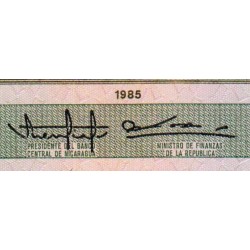 1985
PRESIDENTE DEL BANCO
CENTRAL DE NICARAGUA
MINISTRO DE FINANZAS
DE LA REPUBLICA